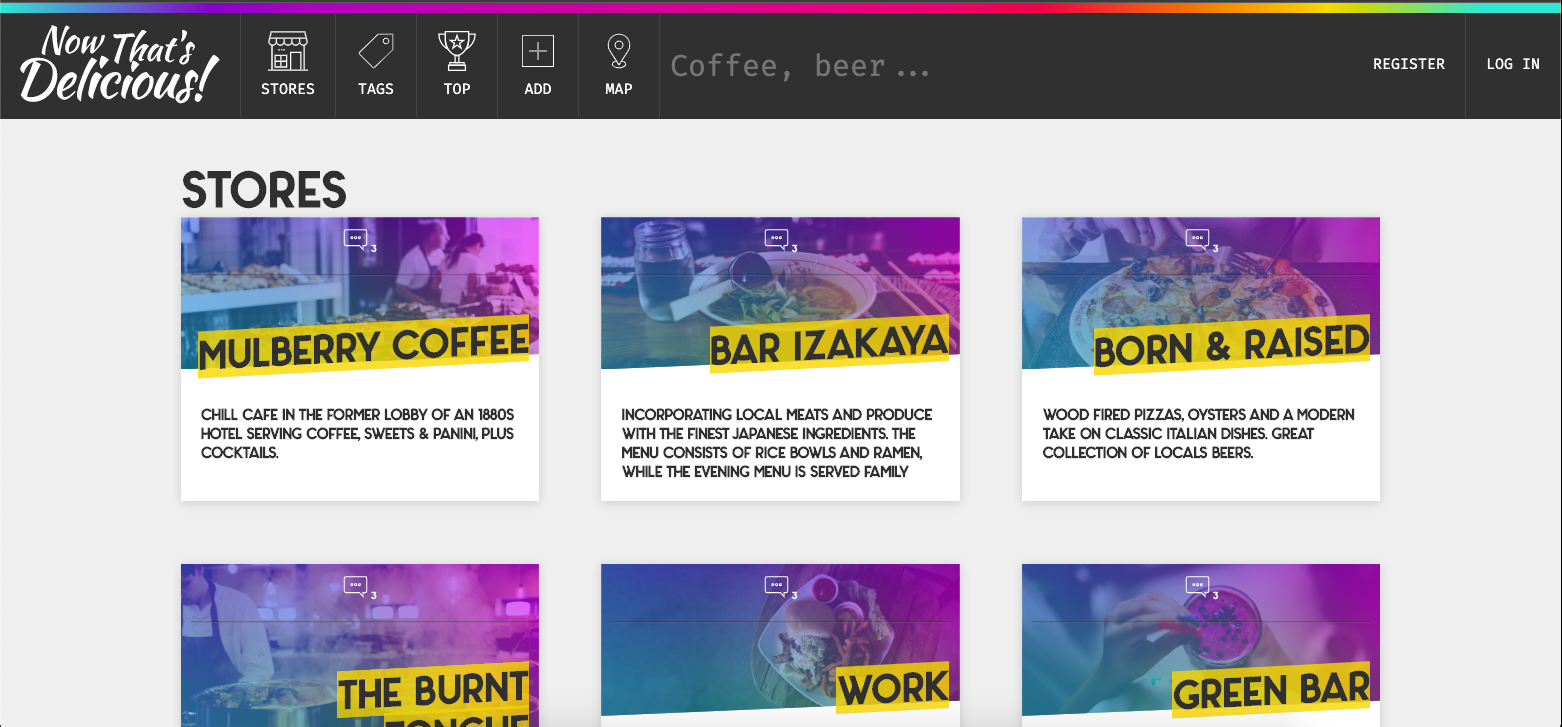 Now That's
Delicious!
STORES
TAGS
TOP
ADD
MAP
Coffee, beer...
REGISTER
LOG IN
STORES
3
MULBERRY COFFEE
CHILL CAFE IN THE FORMER LOBBY OF AN 1880S
HOTEL SERVING COFFEE, SWEETS & PANINI, PLUS
COCKTAILS.
3
BAR IZAKAYA
INCORPORATING LOCAL MEATS AND PRODUCE
WITH THE FINEST JAPANESE INGREDIENTS. THE
MENU CONSISTS OF RICE BOWLS AND RAMEN,
WHILE THE EVENING MENU IS SERVED FAMILY
3
BORN & RAISED
WOOD FIRED PIZZAS, OYSTERS AND A MODERN
TAKE ON CLASSIC ITALIAN DISHES. GREAT
COLLECTION OF LOCALS BEERS.
3
THE BURNT
TONGUE
3
WORK
3
GREEN BAR